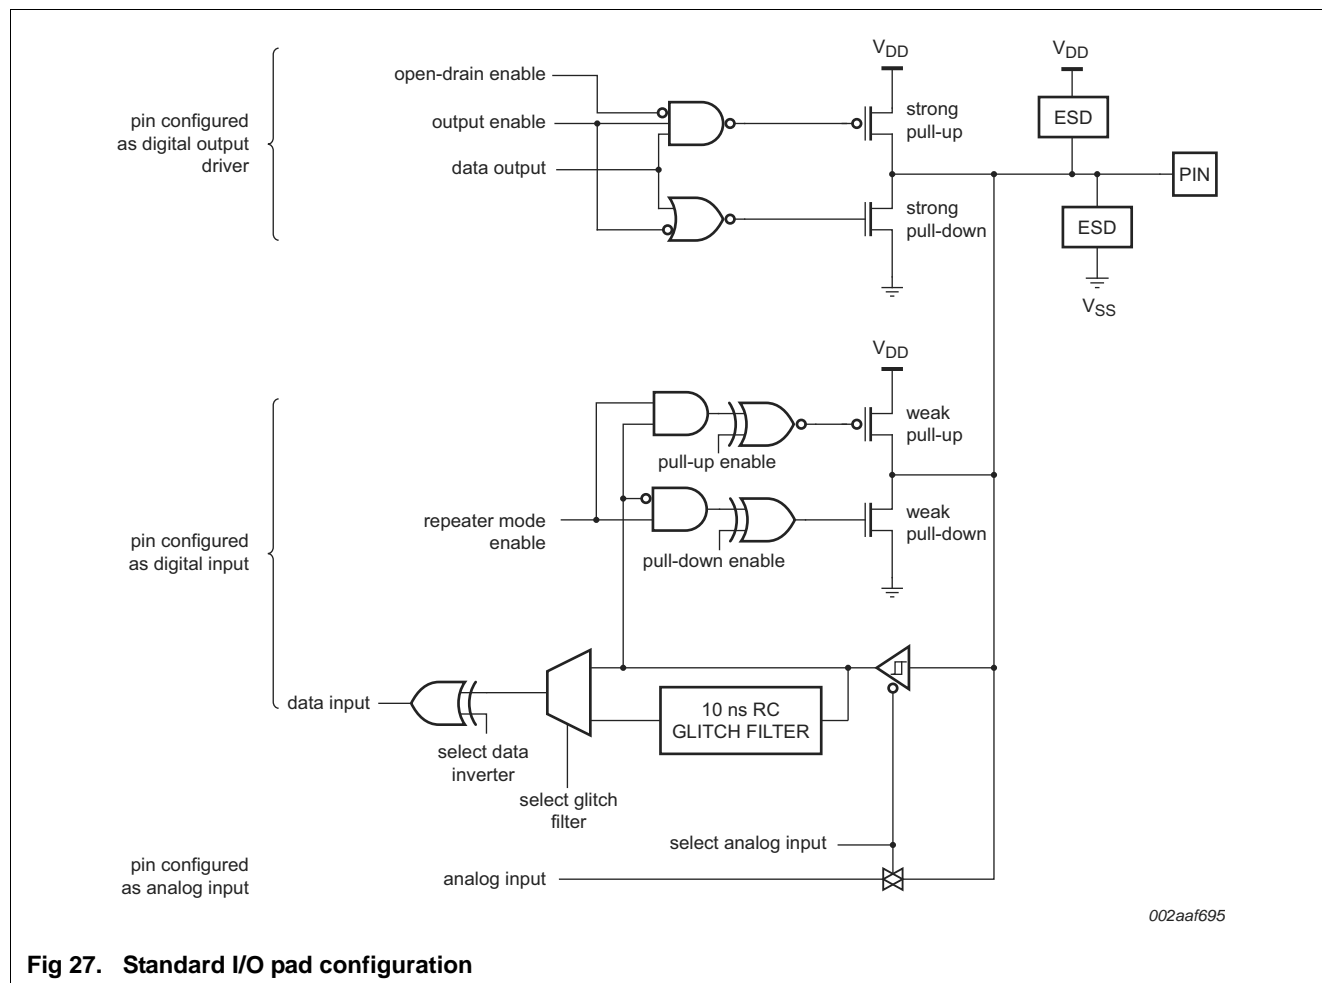 V_DD
V_DD
open-drain enable
strong
pull-up
ESD
pin configured
as digital output
driver
output enable
data output
PIN
strong
pull-down
ESD
V_SS
V_DD
weak
pull-up
pull-up enable
repeater mode
enable
weak
pull-down
pin configured
as digital input
pull-down enable
data input
10 ns RC
GLITCH FILTER
select data
inverter
select glitch
filter
select analog input
pin configured
as analog input
analog input
002aaf695
Fig 27. Standard I/O pad configuration